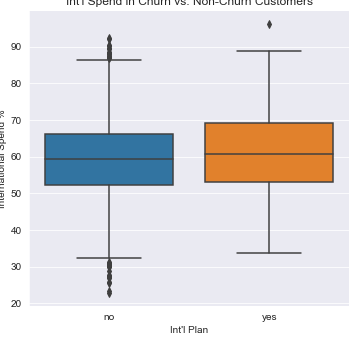 Int'l Spend in Churn vs. Non-Churn Customers
International Spend %
90
80
70
60
50
40
30
20
no
yes
Int'l Plan